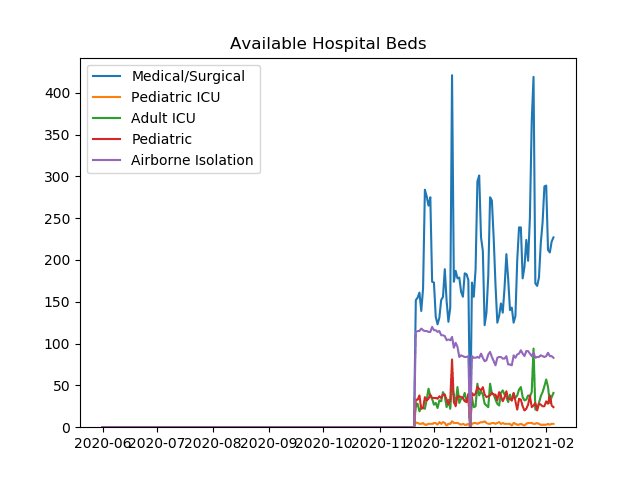 Available Hospital Beds
Medical/Surgical
Pediatric ICU
Adult ICU
Pediatric
Airborne Isolation
400
350
300
250
200
150
100
50
0
2020-06 2020-07 2020-08 2020-09 2020-10 2020-11 2020-12 2021-01 2021-02